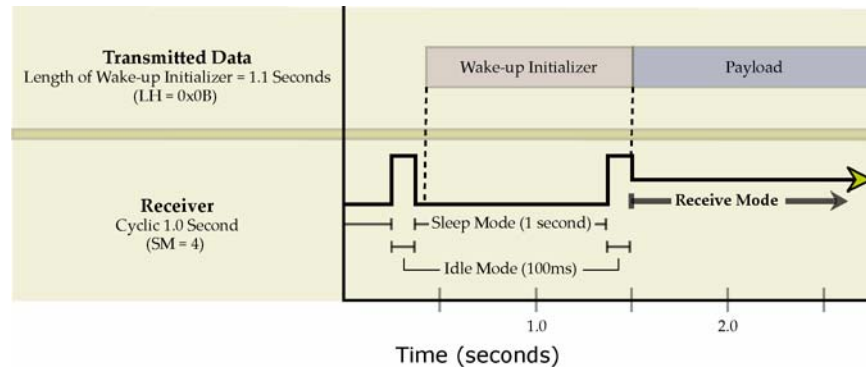 Transmitted Data
Length of Wake-up Initializer = 1.1 Seconds
(LH = 0x0B)
Wake-up Initializer
Payload
Receiver
Cyclic 1.0 Second
(SM = 4)
Sleep Mode (1 second)
Receive Mode
Idle Mode (100ms)
1.0
2.0
Time (seconds)